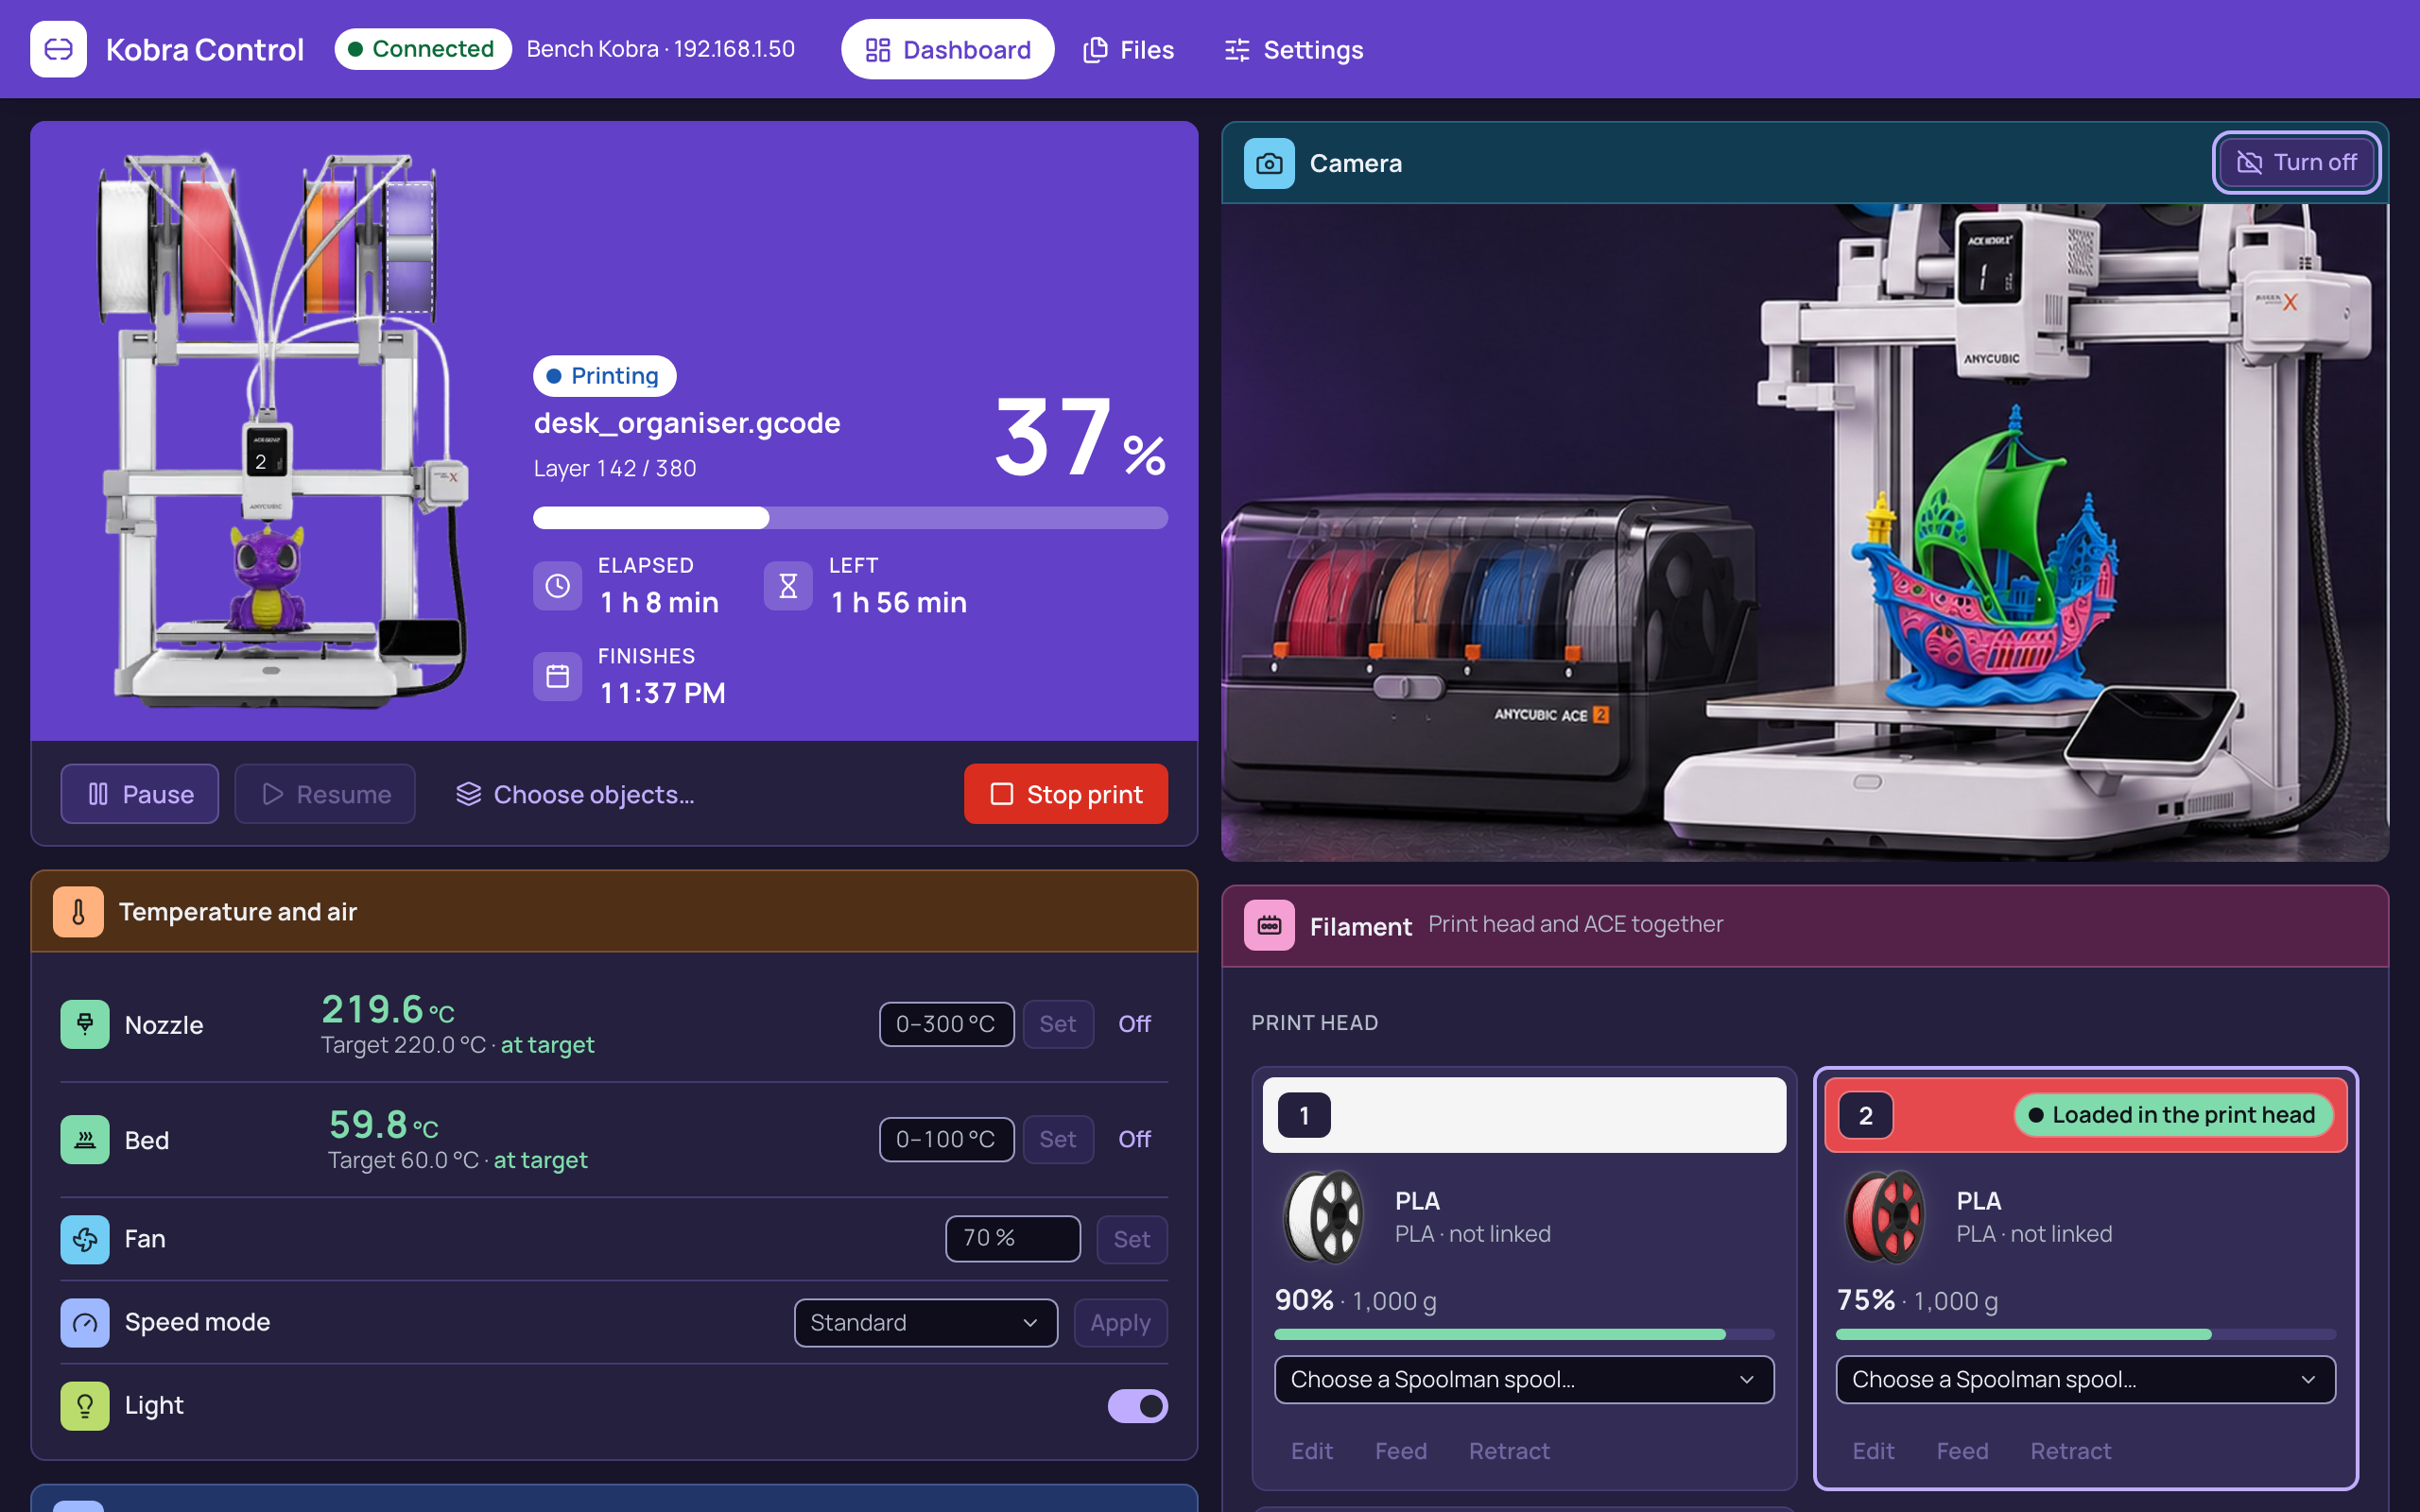 Kobra Control
Connected
Bench Kobra · 192.168.1.50
Dashboard
Files
Settings
2
ANYCUBIC
X
Printing
desk_organiser.gcode
Layer 142 / 380
37 %
ELAPSED
1 h 8 min
LEFT
1 h 56 min
FINISHES
11:37 PM
Pause
Resume
Choose objects...
Stop print
Camera
Turn off
ANYCUBIC
X
ANYCUBIC ACE 2
Temperature and air
Nozzle
219.6 °C
Target 220.0 °C · at target
0–300 °C
Set
Off
Bed
59.8 °C
Target 60.0 °C · at target
0–100 °C
Set
Off
Fan
70 %
Set
Speed mode
Standard
Apply
Light
Filament
Print head and ACE together
PRINT HEAD
1
PLA
PLA · not linked
90% · 1,000 g
Choose a Spoolman spool...
Edit
Feed
Retract
2
Loaded in the print head
PLA
PLA · not linked
75% · 1,000 g
Choose a Spoolman spool...
Edit
Feed
Retract